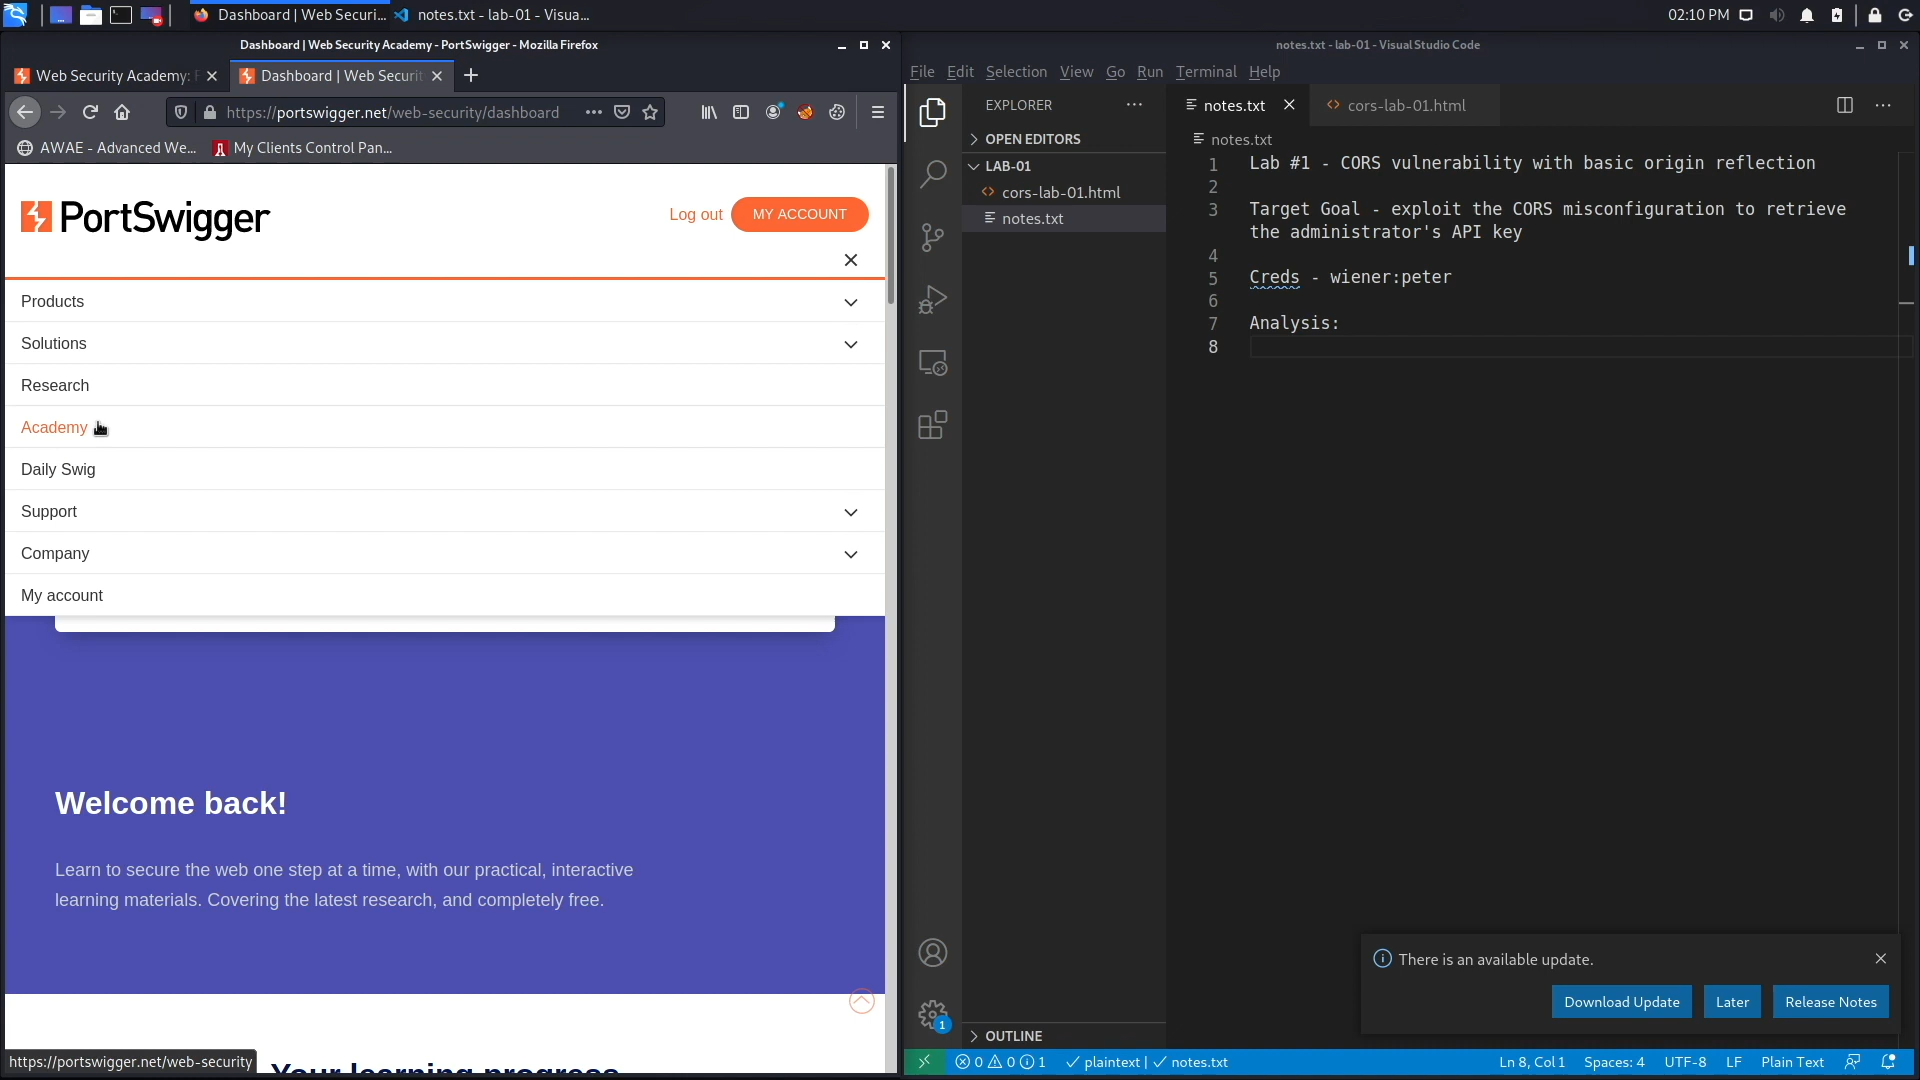 Dashboard | Web Securi...
notes.txt - lab-01 - Visua...
02:10 PM
Dashboard | Web Security Academy - PortSwigger - Mozilla Firefox
Web Security Academy:
Dashboard | Web Securit
https://portswigger.net/web-security/dashboard
AWAE - Advanced We...
My Clients Control Pan...
PortSwigger
Log out
MY ACCOUNT
Products
Solutions
Research
Academy
Daily Swig
Support
Company
My account
Welcome back!
Learn to secure the web one step at a time, with our practical, interactive
learning materials. Covering the latest research, and completely free.
Your learning progress
https://portswigger.net/web-security
notes.txt - lab-01 - Visual Studio Code
File Edit Selection View Go Run Terminal Help
EXPLORER
OPEN EDITORS
LAB-01
cors-lab-01.html
notes.txt
OUTLINE
notes.txt
cors-lab-01.html
notes.txt
1 Lab #1 - CORS vulnerability with basic origin reflection
2
3 Target Goal - exploit the CORS misconfiguration to retrieve
the administrator's API key
4
5 Creds - wiener:peter
6
7 Analysis:
8
There is an available update.
Download Update
Later
Release Notes
1
0 0 1
plaintext | notes.txt
Ln 8, Col 1
Spaces: 4
UTF-8
LF
Plain Text